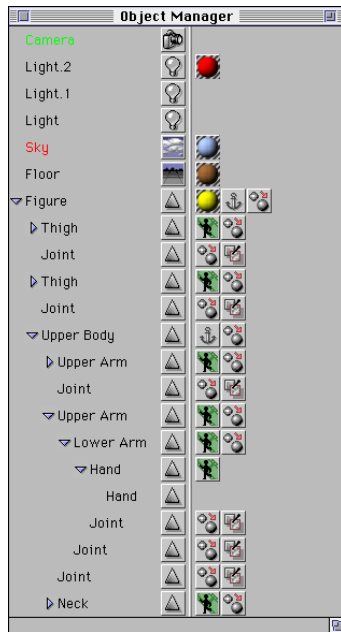 Object Manager
Camera
Light.2
Light.1
Light
Sky
Floor
Figure
Thigh
Joint
Thigh
Joint
Upper Body
Upper Arm
Joint
Upper Arm
Lower Arm
Hand
Hand
Joint
Joint
Joint
Neck